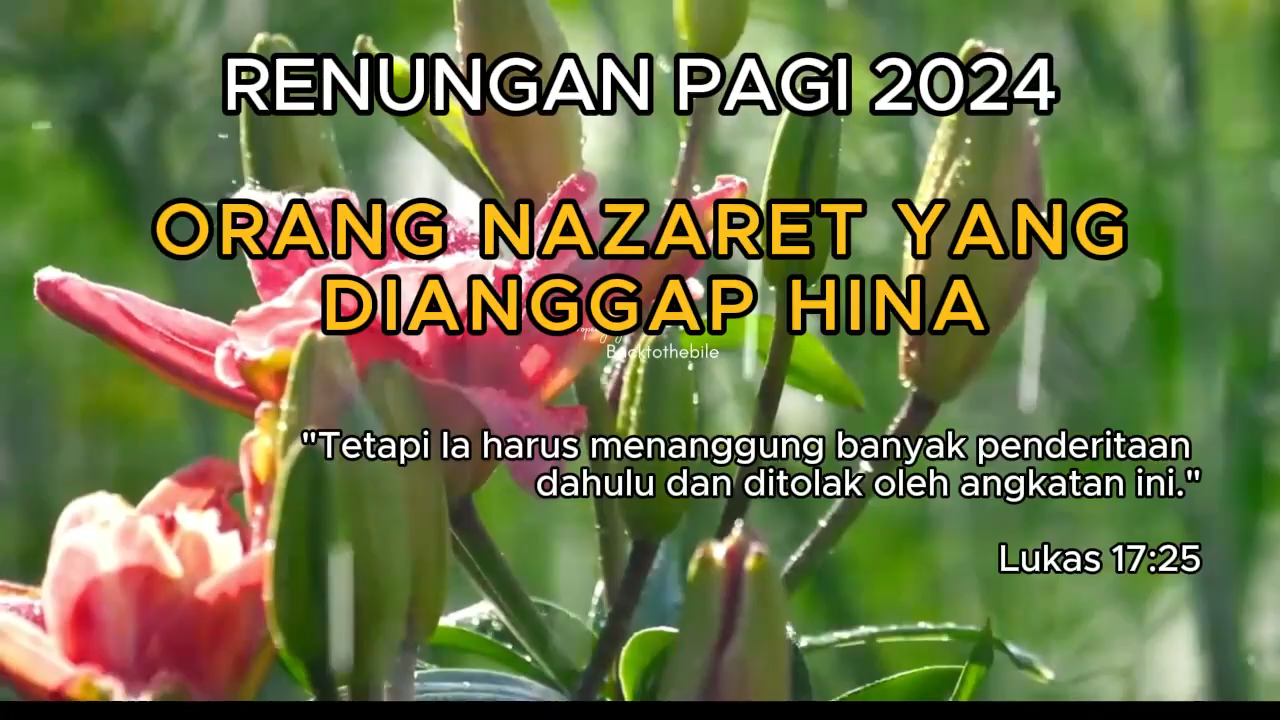 RENUNGAN PAGI 2024
ORANG NAZARET YANG
DIANGGAP HINA
Backtothebile
"Tetapi Ia harus menanggung banyak penderitaan
dahulu dan ditolak oleh angkatan ini."
Lukas 17:25